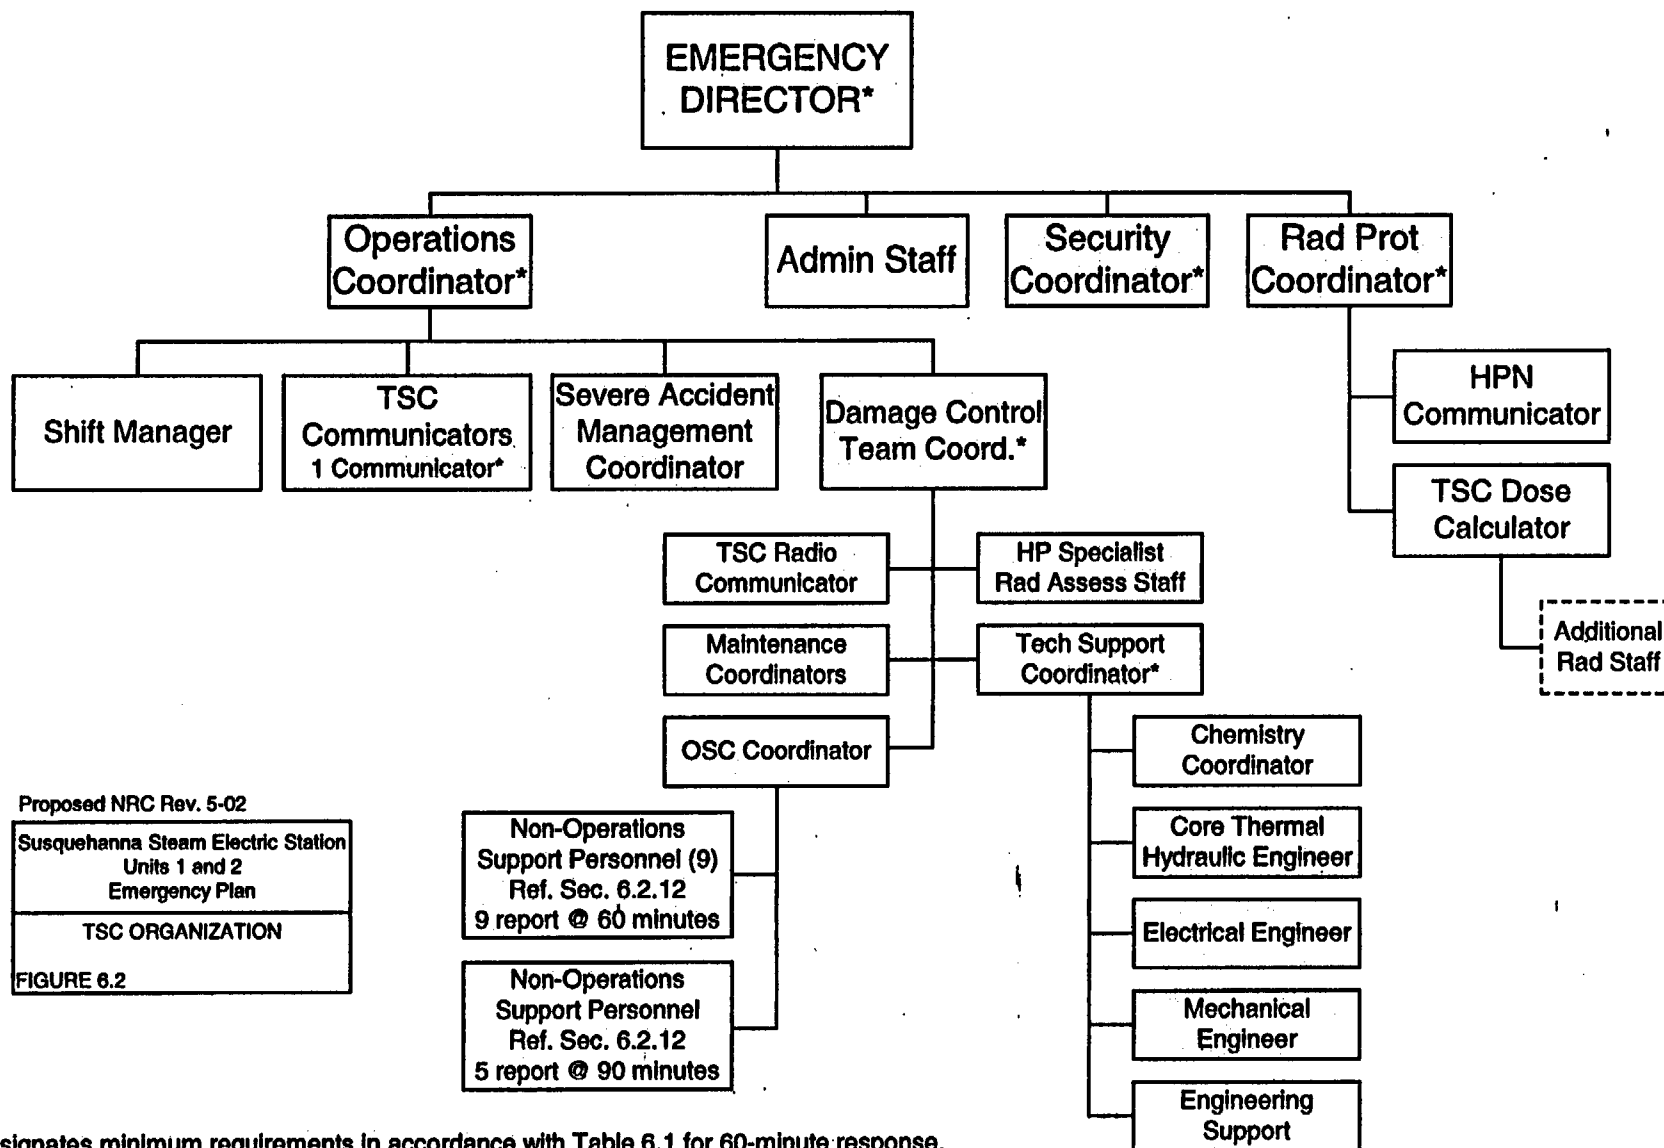 EMERGENCY
DIRECTOR*
Operations
Coordinator*
Admin Staff
Security
Coordinator*
Rad Prot
Coordinator*
Shift Manager
TSC
Communicators
1 Communicator*
Severe Accident
Management
Coordinator
Damage Control
Team Coord.*
HPN
Communicator
TSC Dose
Calculator
Additional
Rad Staff
TSC Radio
Communicator
HP Specialist
Rad Assess Staff
Maintenance
Coordinators
Tech Support
Coordinator*
OSC Coordinator
Chemistry
Coordinator
Core Thermal
Hydraulic Engineer
Electrical Engineer
Mechanical
Engineer
Engineering
Support
Non-Operations
Support Personnel (9)
Ref. Sec. 6.2.12
9 report @ 60 minutes
Non-Operations
Support Personnel
Ref. Sec. 6.2.12
5 report @ 90 minutes
Proposed NRC Rev. 5-02
Susquehanna Steam Electric Station
Units 1 and 2
Emergency Plan
TSC ORGANIZATION
FIGURE 6.2
signates minimum requirements in accordance with Table 6.1 for 60-minute response.